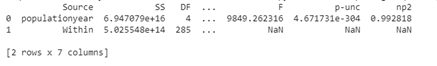 Source SS DF ... F p-unc np2
0 populationyear 6.947079e+16 4 ... 9849.262316 4.671731e-304 0.992818
1 Within 5.025548e+14 285 ... NaN NaN NaN
[2 rows x 7 columns]